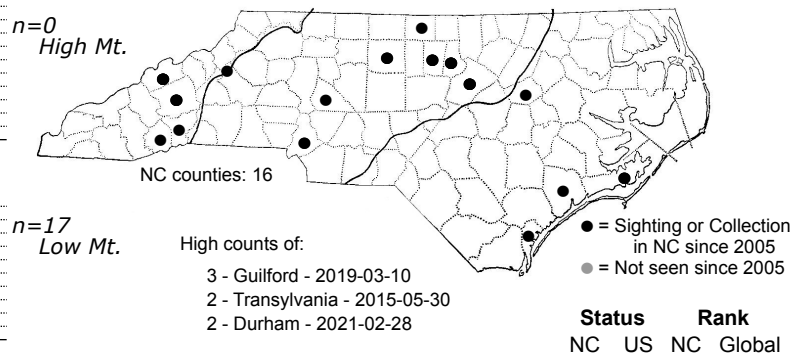 n=0
High Mt.
NC counties: 16
n=17
Low Mt.
High counts of:
3 - Guilford - 2019-03-10
2 - Transylvania - 2015-05-30
2 - Durham - 2021-02-28
= Sighting or Collection
in NC since 2005
= Not seen since 2005
Status Rank
NC US NC Global